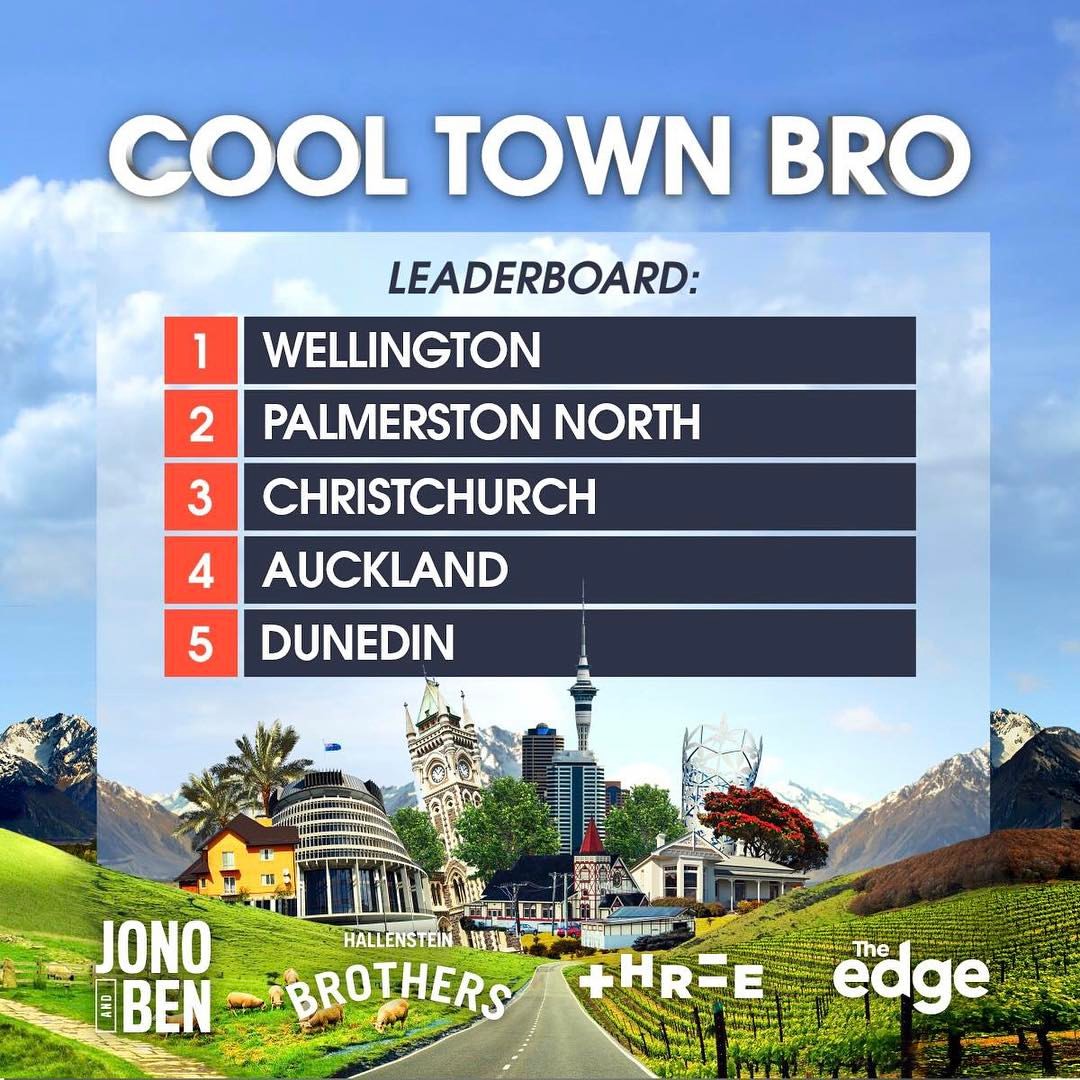 COOL TOWN BRO
LEADERBOARD:
1 WELLINGTON
2 PALMERSTON NORTH
3 CHRISTCHURCH
4 AUCKLAND
5 DUNEDIN
JONO
AND BEN
HALLENSTEIN
BROTHERS
+HR=E
The
edge